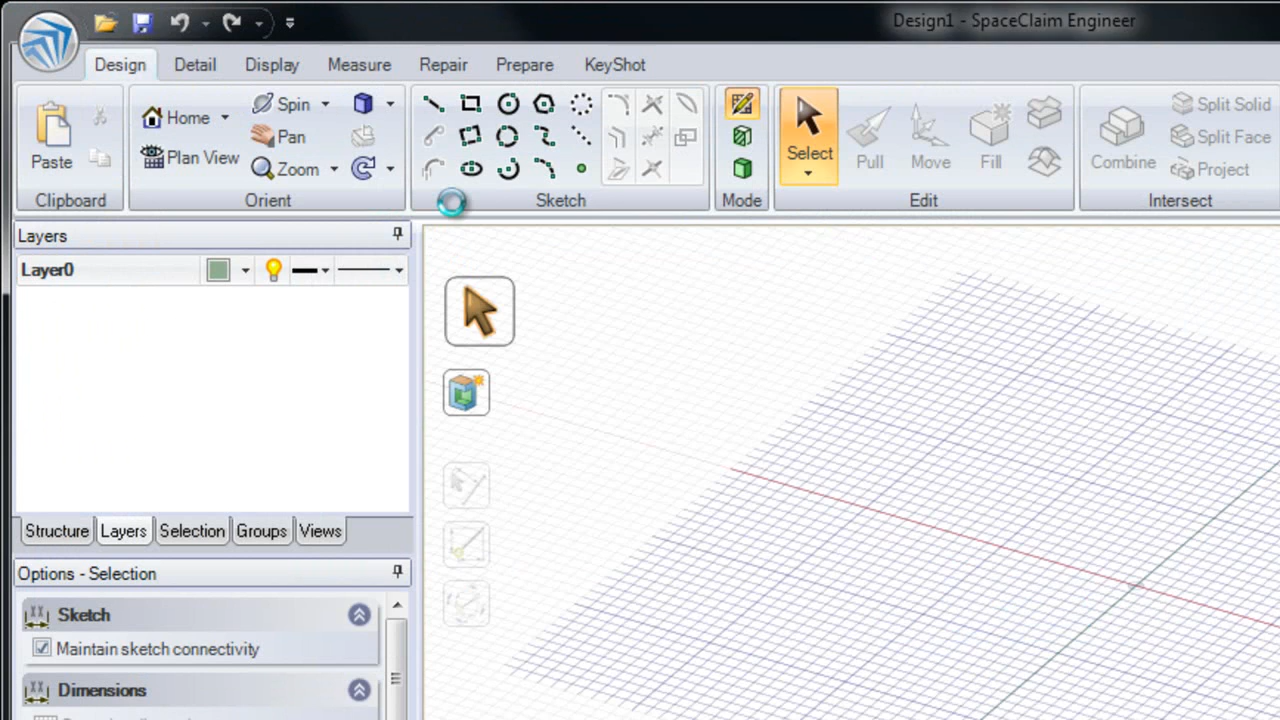 Design1 - SpaceClaim Engineer
Design Detail Display Measure Repair Prepare KeyShot
Paste
Clipboard
Home
Plan View
Spin
Pan
Zoom
Orient
Sketch
Mode
Select
Pull
Move
Fill
Edit
Combine
Split Solid
Split Face
Project
Intersect
Layers
Layer0
Structure Layers Selection Groups Views
Options - Selection
Sketch
Maintain sketch connectivity
Dimensions